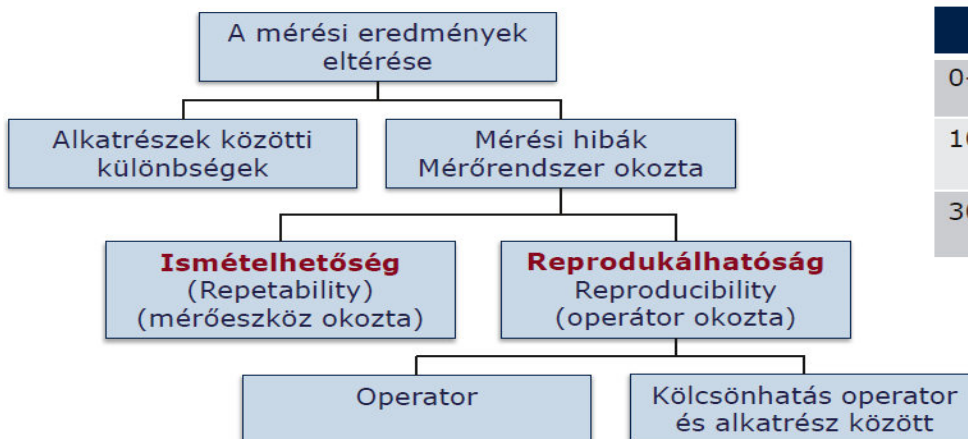 A mérési eredmények
eltérése
Alkatrészek közötti
különbségek
Mérési hibák
Mérőrendszer okozta
Ismételhetőség
(Repetability)
(mérőeszköz okozta)
Reprodukálhatóság
Reproducibility
(operátor okozta)
Operator
Kölcsönhatás operator
és alkatrész között